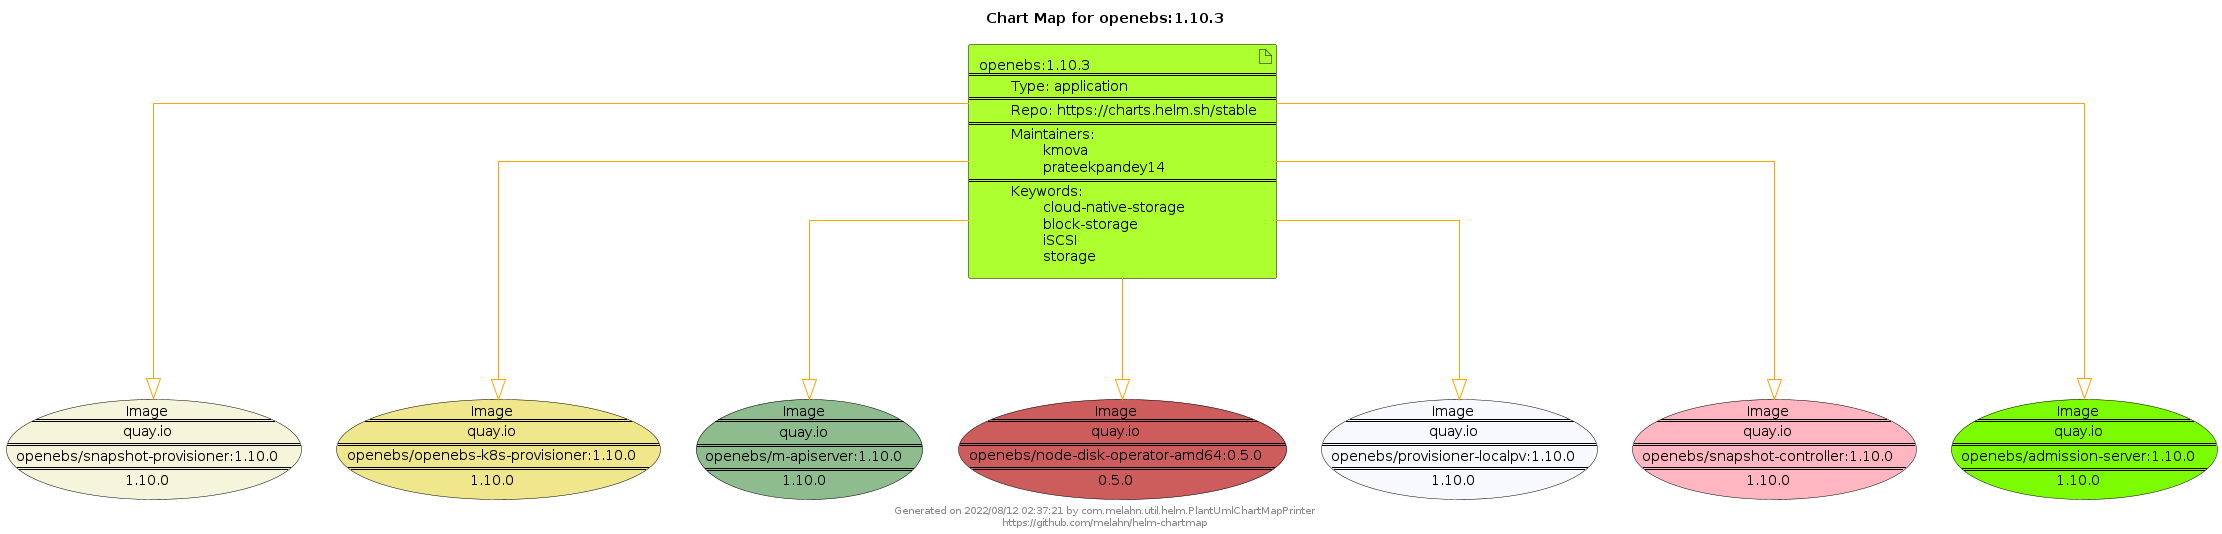 Chart Map for openebs:1.10.3
openebs:1.10.3
Type: application
Repo: https://charts.helm.sh/stable
Maintainers:
kmova
prateekpandey14
Keywords:
cloud-native-storage
block-storage
iSCSI
storage
Image
quay.io
openebs/snapshot-provisioner:1.10.0
1.10.0
Image
quay.io
openebs/openebs-k8s-provisioner:1.10.0
1.10.0
Image
quay.io
openebs/m-apiserver:1.10.0
1.10.0
Image
quay.io
openebs/node-disk-operator-amd64:0.5.0
0.5.0
Image
quay.io
openebs/provisioner-localpv:1.10.0
1.10.0
Image
quay.io
openebs/snapshot-controller:1.10.0
1.10.0
Image
quay.io
openebs/admission-server:1.10.0
1.10.0
Generated on 2022/08/12 02:37:21 by com.melahn.util.helm.PlantUmlChartMapPrinter
https://github.com/melahn/helm-chartmap